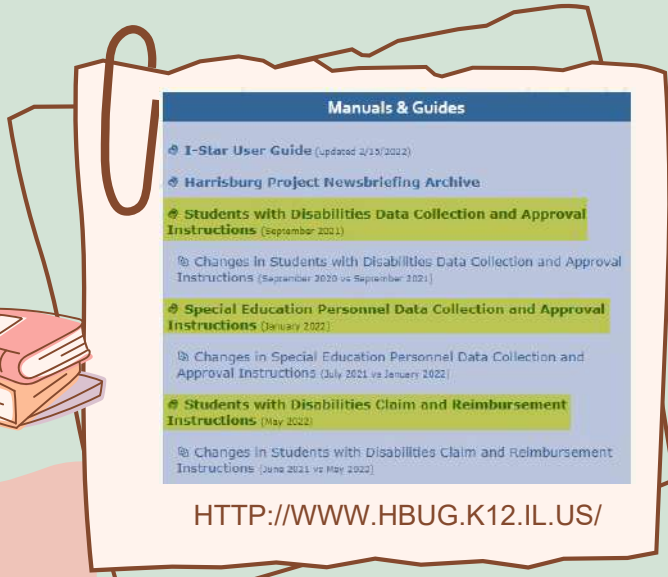 Manuals & Guides
I-Star User Guide (updated 2/15/2022)
Harrisburg Project Newsbriefing Archive
Students with Disabilities Data Collection and Approval
Instructions (September 2021)
Changes in Students with Disabilities Data Collection and Approval
Instructions (September 2020 vs September 2021)
Special Education Personnel Data Collection and Approval
Instructions (January 2022)
Changes in Special Education Personnel Data Collection and
Approval Instructions (July 2021 vs January 2022)
Students with Disabilities Claim and Reimbursement
Instructions (May 2022)
Changes in Students with Disabilities Claim and Reimbursement
Instructions (June 2021 vs May 2022)
HTTP://WWW.HBUG.K12.IL.US/